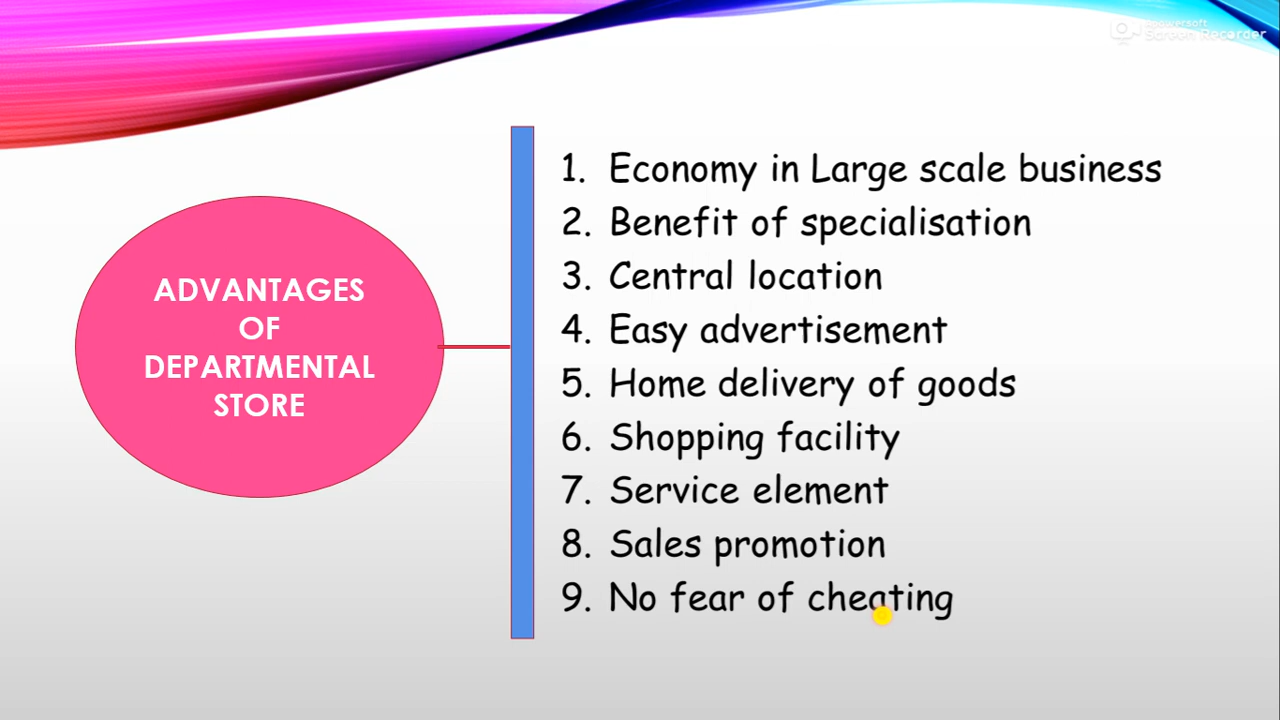 Screen Recorder
ADVANTAGES
OF
DEPARTMENTAL
STORE
1. Economy in Large scale business
2. Benefit of specialisation
3. Central location
4. Easy advertisement
5. Home delivery of goods
6. Shopping facility
7. Service element
8. Sales promotion
9. No fear of cheating